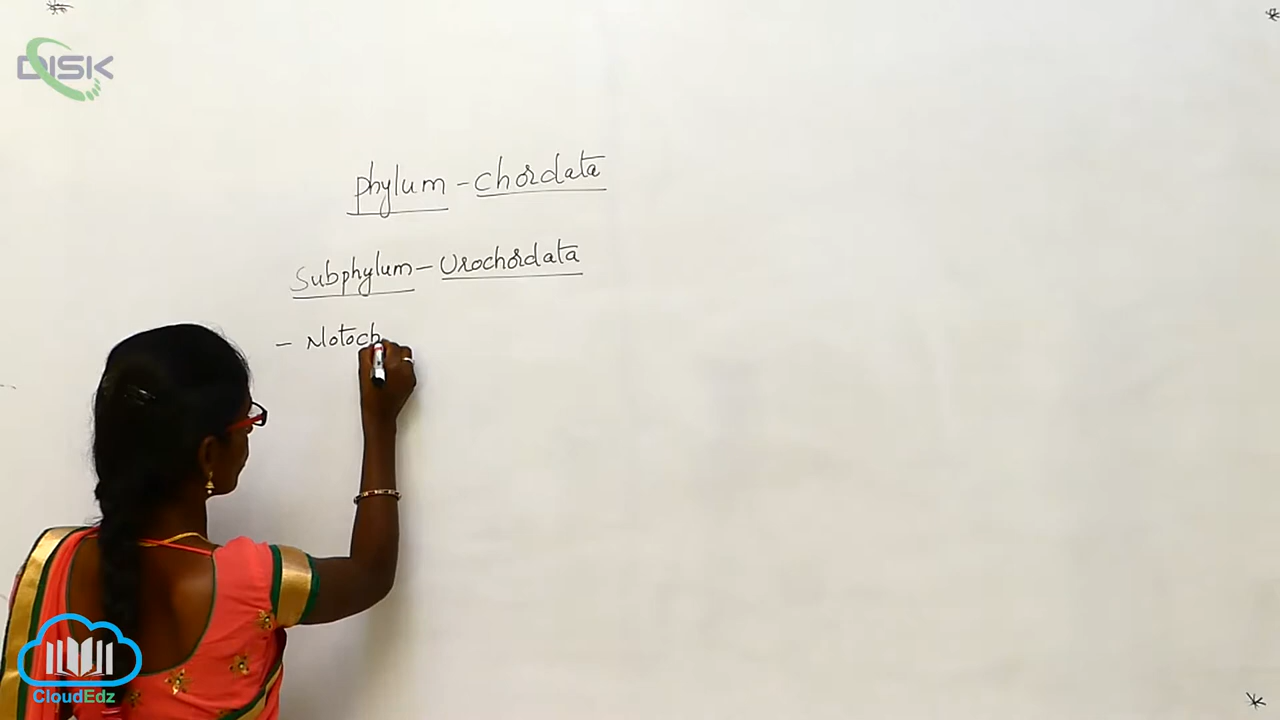 DISK
phylum - chordata
Subphylum - Urochordata
- Notoch
CloudEdz